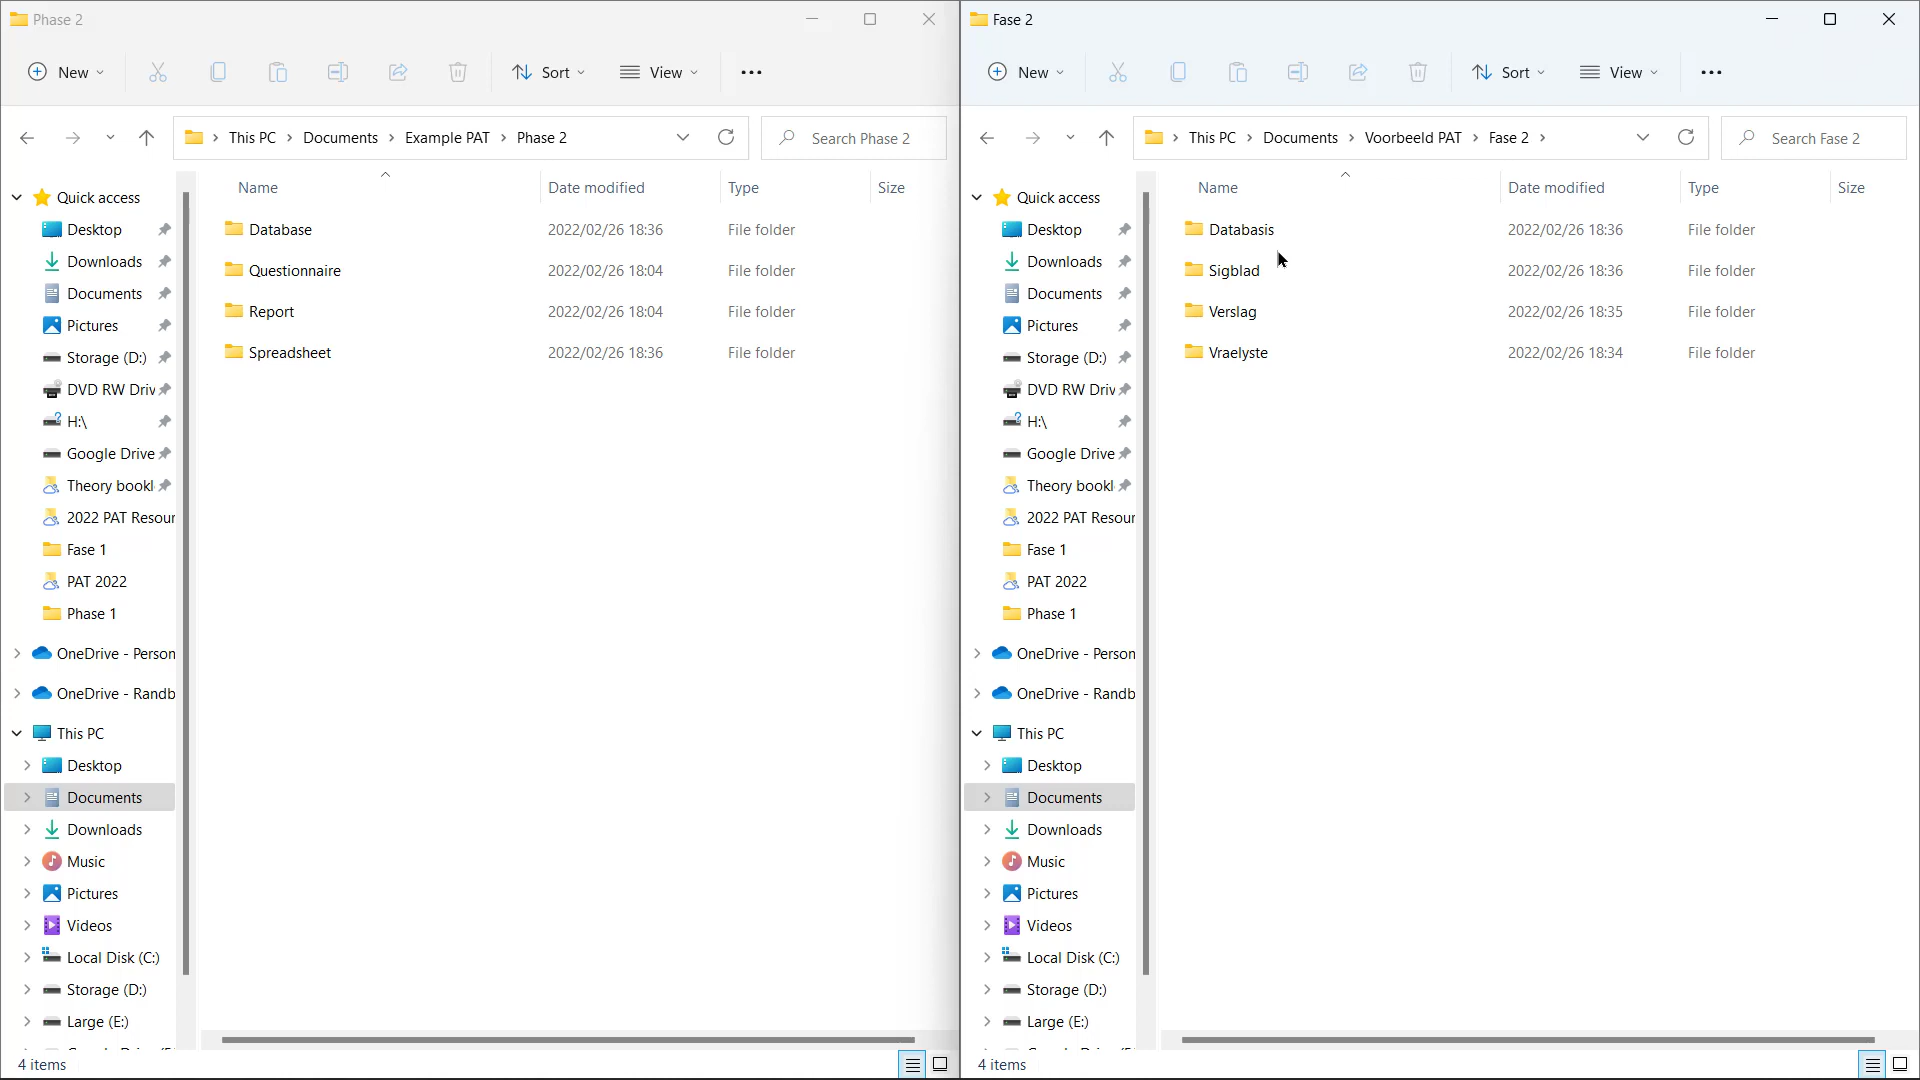 Phase 2
New
Sort
View
This PC
Documents
Example PAT
Phase 2
Search Phase 2
Name
Date modified
Type
Size
Database
2022/02/26 18:36
File folder
Questionnaire
2022/02/26 18:04
File folder
Report
2022/02/26 18:04
File folder
Spreadsheet
2022/02/26 18:36
File folder
Quick access
Desktop
Downloads
Documents
Pictures
Storage (D:)
DVD RW Driv
H:\
Google Drive
Theory bookl
2022 PAT Resour
Fase 1
PAT 2022
Phase 1
OneDrive - Person
OneDrive - Randb
This PC
Desktop
Documents
Downloads
Music
Pictures
Videos
Local Disk (C:)
Storage (D:)
Large (E:)
4 items
Fase 2
New
Sort
View
This PC
Documents
Voorbeeld PAT
Fase 2
Search Fase 2
Name
Date modified
Type
Size
Databasis
2022/02/26 18:36
File folder
Sigblad
2022/02/26 18:36
File folder
Verslag
2022/02/26 18:35
File folder
Vraelyste
2022/02/26 18:34
File folder
Quick access
Desktop
Downloads
Documents
Pictures
Storage (D:)
DVD RW Driv
H:\
Google Drive
Theory bookl
2022 PAT Resour
Fase 1
PAT 2022
Phase 1
OneDrive - Person
OneDrive - Randb
This PC
Desktop
Documents
Downloads
Music
Pictures
Videos
Local Disk (C:)
Storage (D:)
Large (E:)
4 items